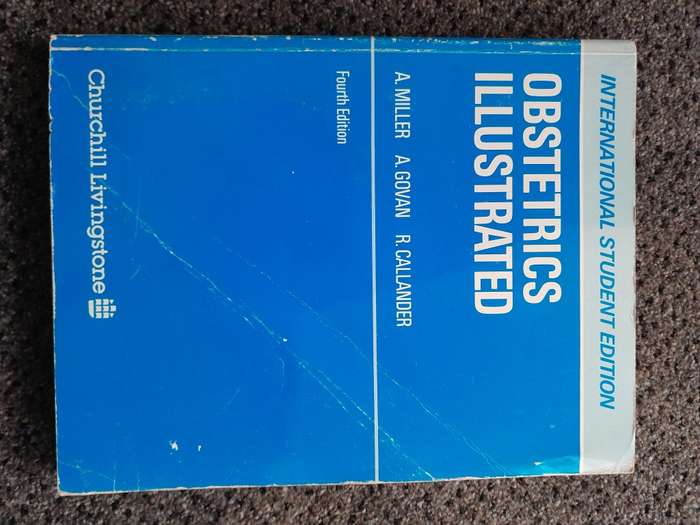 INTERNATIONAL STUDENT EDITION
OBSTETRICS
ILLUSTRATED
A. MILLER A. GOVAN R. CALLANDER
Fourth Edition
Churchill Livingstone